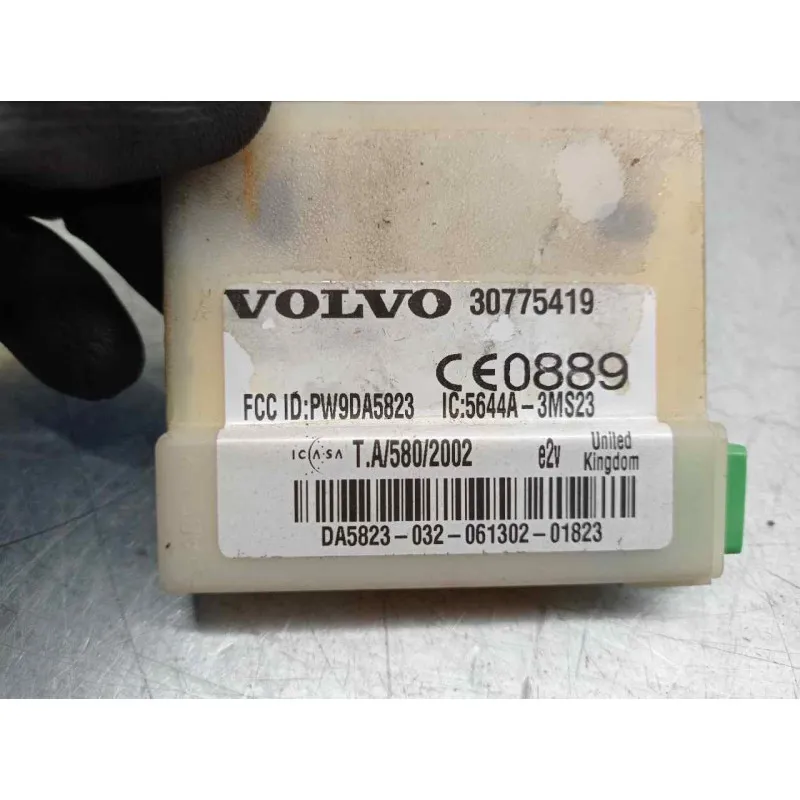 VOLVO 30775419
CE0889
FCC ID:PW9DA5823 IC:5644A-3MS23
ICASA T.A/580/2002 e2v United Kingdom
DA5823-032-061302-01823